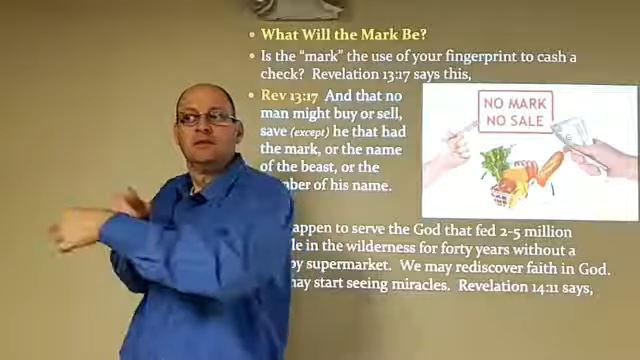 • What Will the Mark Be?
• Is the “mark” the use of your fingerprint to cash a
check? Revelation 13:17 says this,
• Rev 13:17 And that no
man might buy or sell,
save (except) he that had
the mark, or the name
of the beast, or the
ber of his name.
NO MARK
NO SALE
appen to serve the God that fed 2-5 million
le in the wilderness for forty years without a
by supermarket. We may rediscover faith in God.
may start seeing miracles. Revelation 14:11 says,